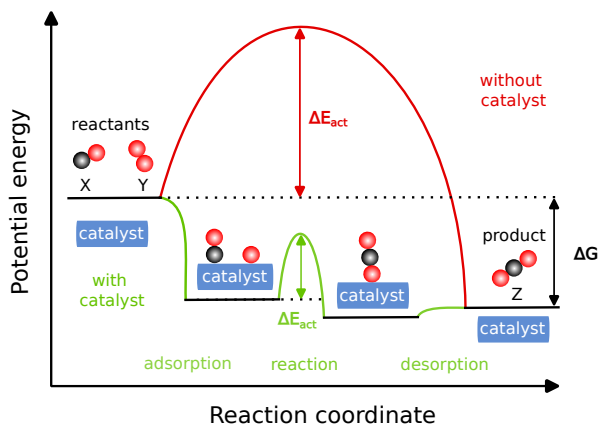 without
catalyst
ΔEact
reactants
X Y
catalyst
product
Z
ΔG
catalyst
catalyst
catalyst
with
catalyst
ΔEact
adsorption reaction desorption
Potential energy
Reaction coordinate